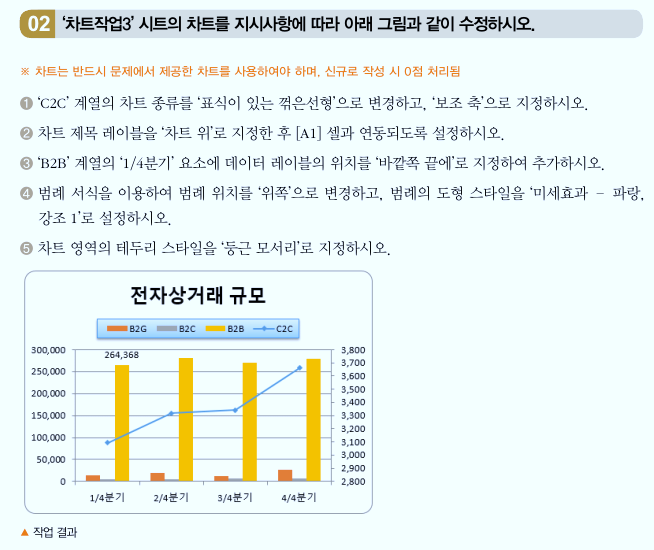 02 ‘차트작업3’ 시트의 차트를 지시사항에 따라 아래 그림과 같이 수정하시오.
※ 차트는 반드시 문제에서 제공한 차트를 사용하여야 하며, 신규로 작성 시 0점 처리됨
❶ ‘C2C’ 계열의 차트 종류를 ‘표식이 있는 꺾은선형’으로 변경하고, ‘보조 축’으로 지정하시오.
❷ 차트 제목 레이블을 ‘차트 위’로 지정한 후 [A1] 셀과 연동되도록 설정하시오.
❸ ‘B2B’ 계열의 ‘1/4분기’ 요소에 데이터 레이블의 위치를 ‘바깥쪽 끝에’로 지정하여 추가하시오.
❹ 범례 서식을 이용하여 범례 위치를 ‘위쪽’으로 변경하고, 범례의 도형 스타일을 ‘미세효과 – 파랑,
강조 1’로 설정하시오.
❺ 차트 영역의 테두리 스타일을 ‘둥근 모서리’로 지정하시오.
전자상거래 규모
B2G B2C B2B C2C
300,000 264,368 3,800
250,000 3,700
200,000 3,600
150,000 3,500
100,000 3,400
50,000 3,300
0 3,200
3,100
3,000
2,900
2,800
1/4분기 2/4분기 3/4분기 4/4분기
▲ 작업 결과